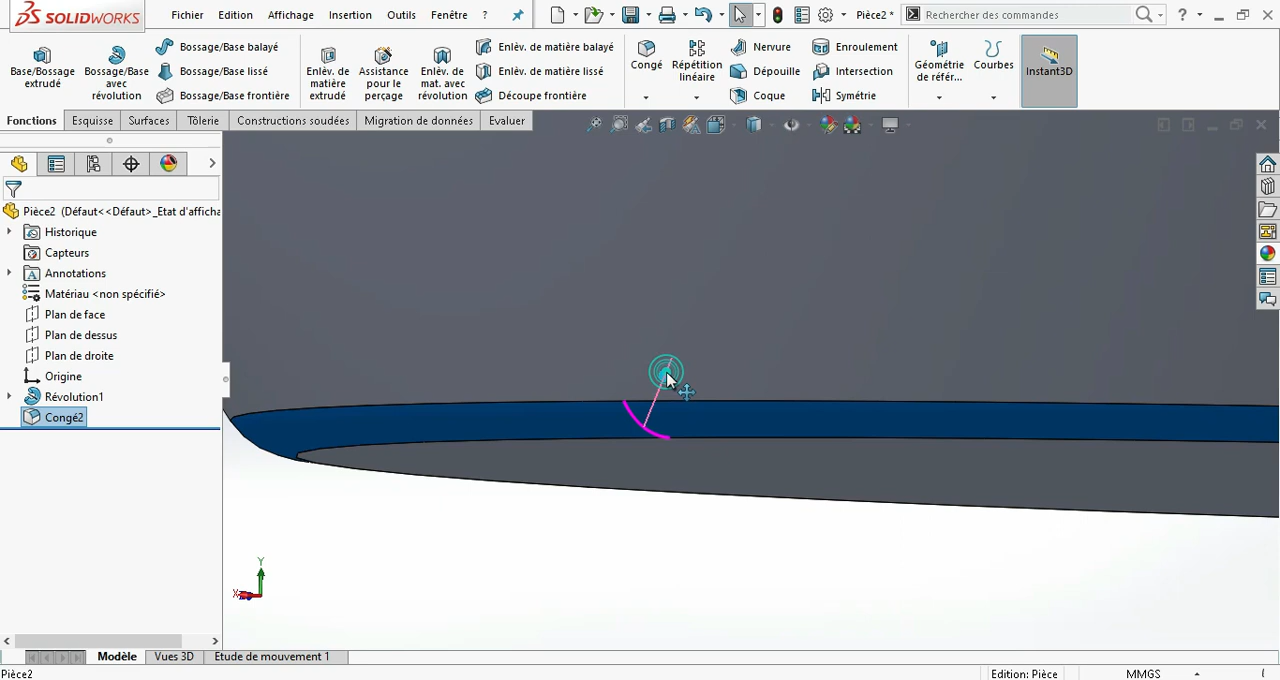 SOLIDWORKS
Fichier Edition Affichage Insertion Outils Fenêtre ?
Pièce2 *
Rechercher des commandes
?
Base/Bossage extrudé
Bossage/Base avec révolution
Bossage/Base balayé
Bossage/Base lissé
Bossage/Base frontière
Enlèv. de matière extrudé
Assistance pour le perçage
Enlèv. de mat. avec révolution
Enlèv. de matière balayé
Enlèv. de matière lissé
Découpe frontière
Congé
Répétition linéaire
Nervure
Dépouille
Coque
Enroulement
Intersection
Symétrie
Géométrie de référ...
Courbes
Instant3D
Fonctions Esquisse Surfaces Tôlerie Constructions soudées Migration de données Evaluer
Pièce2 (Défaut<<Défaut>_Etat d'afficha
Historique
Capteurs
Annotations
Matériau <non spécifié>
Plan de face
Plan de dessus
Plan de droite
Origine
Révolution1
Congé2
Y
X
Modèle Vues 3D Etude de mouvement 1
Pièce2 Edition: Pièce MMGS